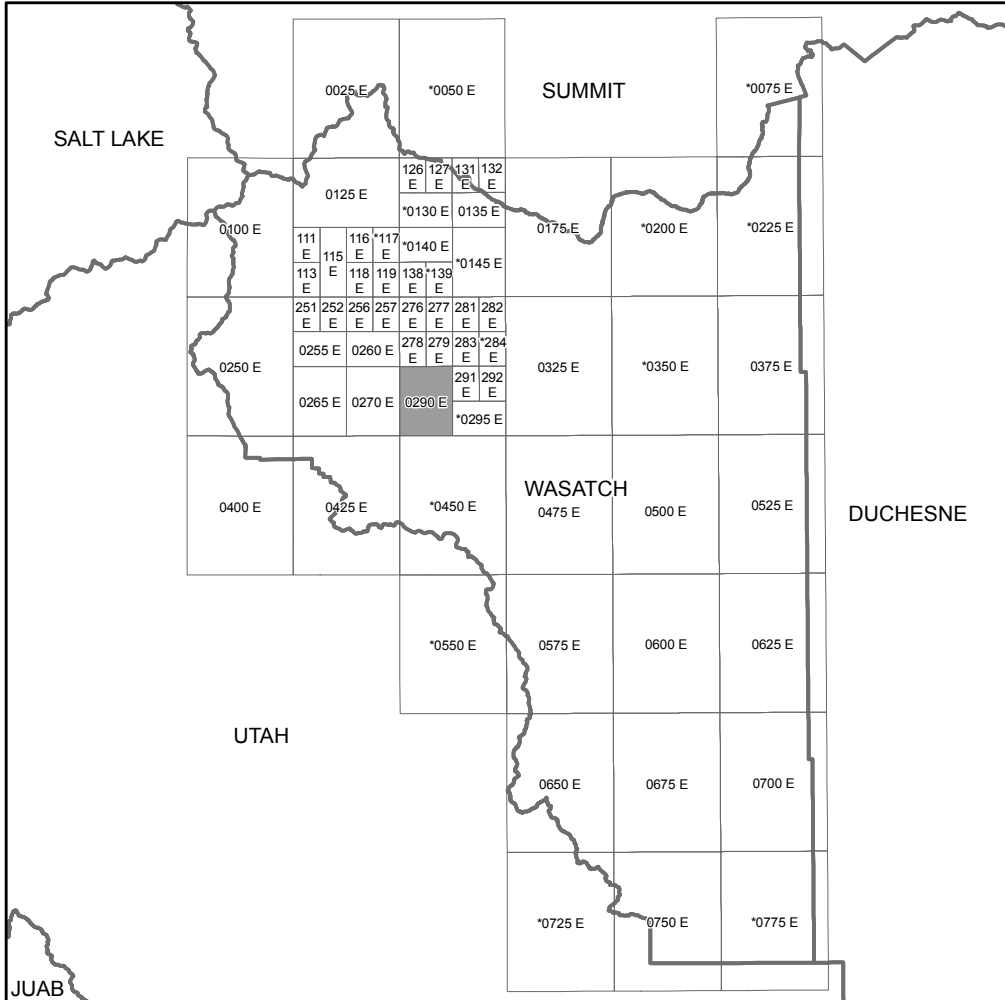 0025 E
*0050 E
SUMMIT
*0075 E
SALT LAKE
126
E
127
E
131
E
132
E
0125 E
*0130 E
0135 E
0100 E
0175 E
*0200 E
*0225 E
111
E
115
E
116
E
*117
E
*0140 E
*0145 E
113
E
118
E
119
E
138
E
*139
E
251
E
252
E
256
E
257
E
276
E
277
E
281
E
282
E
0255 E
0260 E
278
E
279
E
283
E
*284
E
0250 E
0325 E
*0350 E
0375 E
0265 E
0270 E
0290 E
291
E
292
E
*0295 E
WASATCH
0400 E
0425 E
*0450 E
0475 E
0500 E
0525 E
DUCHESNE
*0550 E
0575 E
0600 E
0625 E
UTAH
0650 E
0675 E
0700 E
*0725 E
0750 E
*0775 E
JUAB